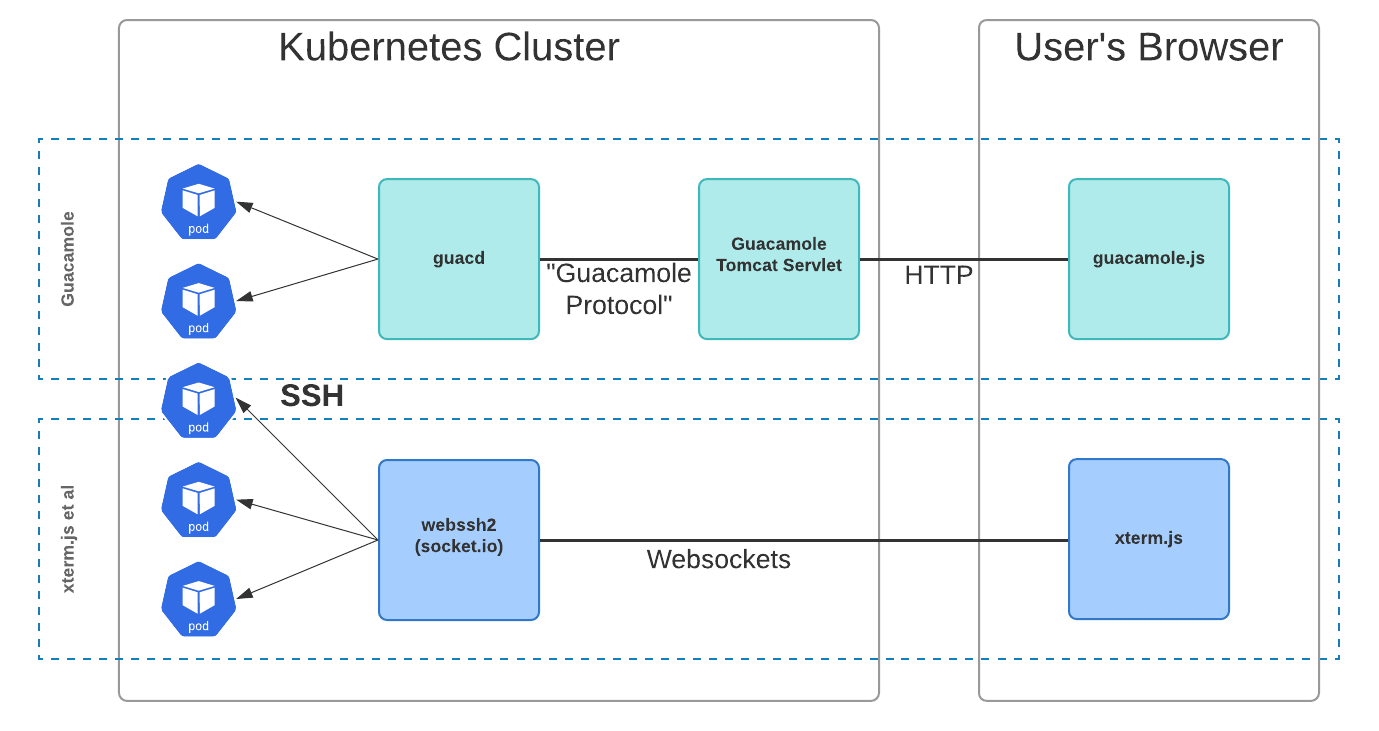 Kubernetes Cluster
User's Browser
Guacamole
pod
pod
guacd
"Guacamole
Protocol"
Guacamole
Tomcat Servlet
HTTP
guacamole.js
pod
SSH
xterm.js et al
pod
pod
webssh2
(socket.io)
Websockets
xterm.js